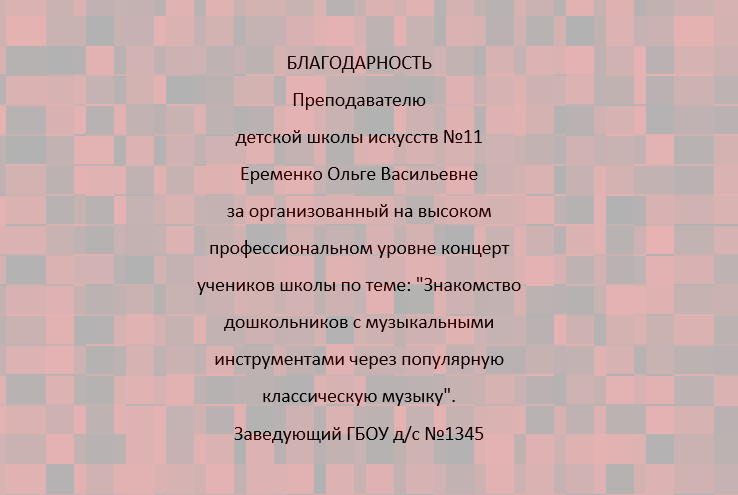 БЛАГОДАРНОСТЬ
Преподавателю
детской школы искусств №11
Еременко Ольге Васильевне
за организованный на высоком
профессиональном уровне концерт
учеников школы по теме: "Знакомство
дошкольников с музыкальными
инструментами через популярную
классическую музыку".
Заведующий ГБОУ д/с №1345